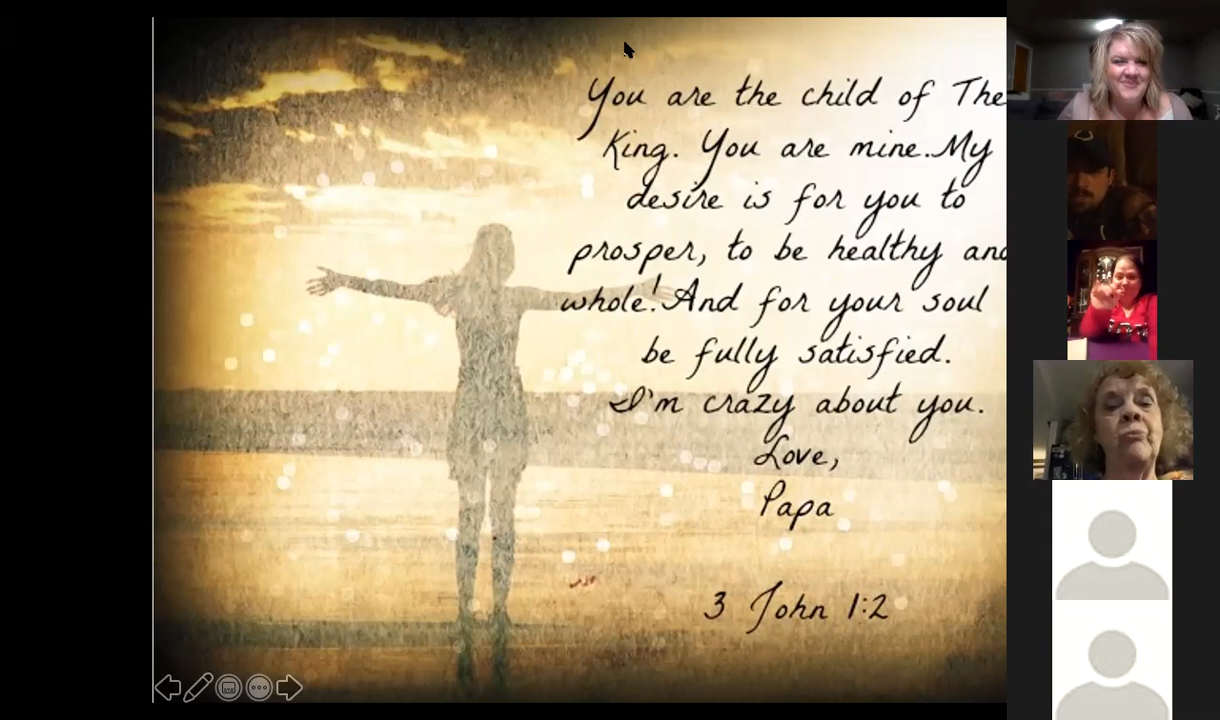 You are the child of The
King. You are mine. My
desire is for you to
prosper, to be healthy and
whole! And for your soul
be fully satisfied.
I'm crazy about you.
Love,
Papa
3 John 1:2